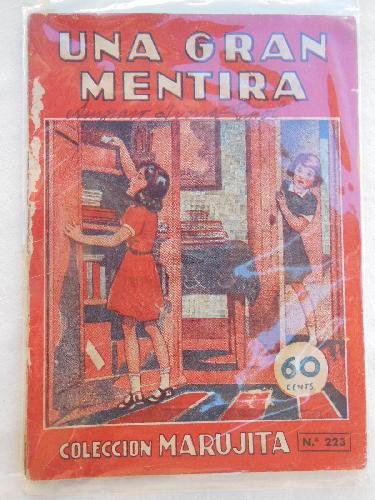 UNA GRAN
MENTIRA
60
CENTS.
COLECCION MARUJITA
N.º 223